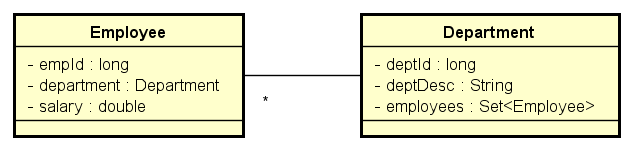 Employee
- empId : long
- department : Department
- salary : double
*
Department
- deptId : long
- deptDesc : String
- employees : Set<Employee>